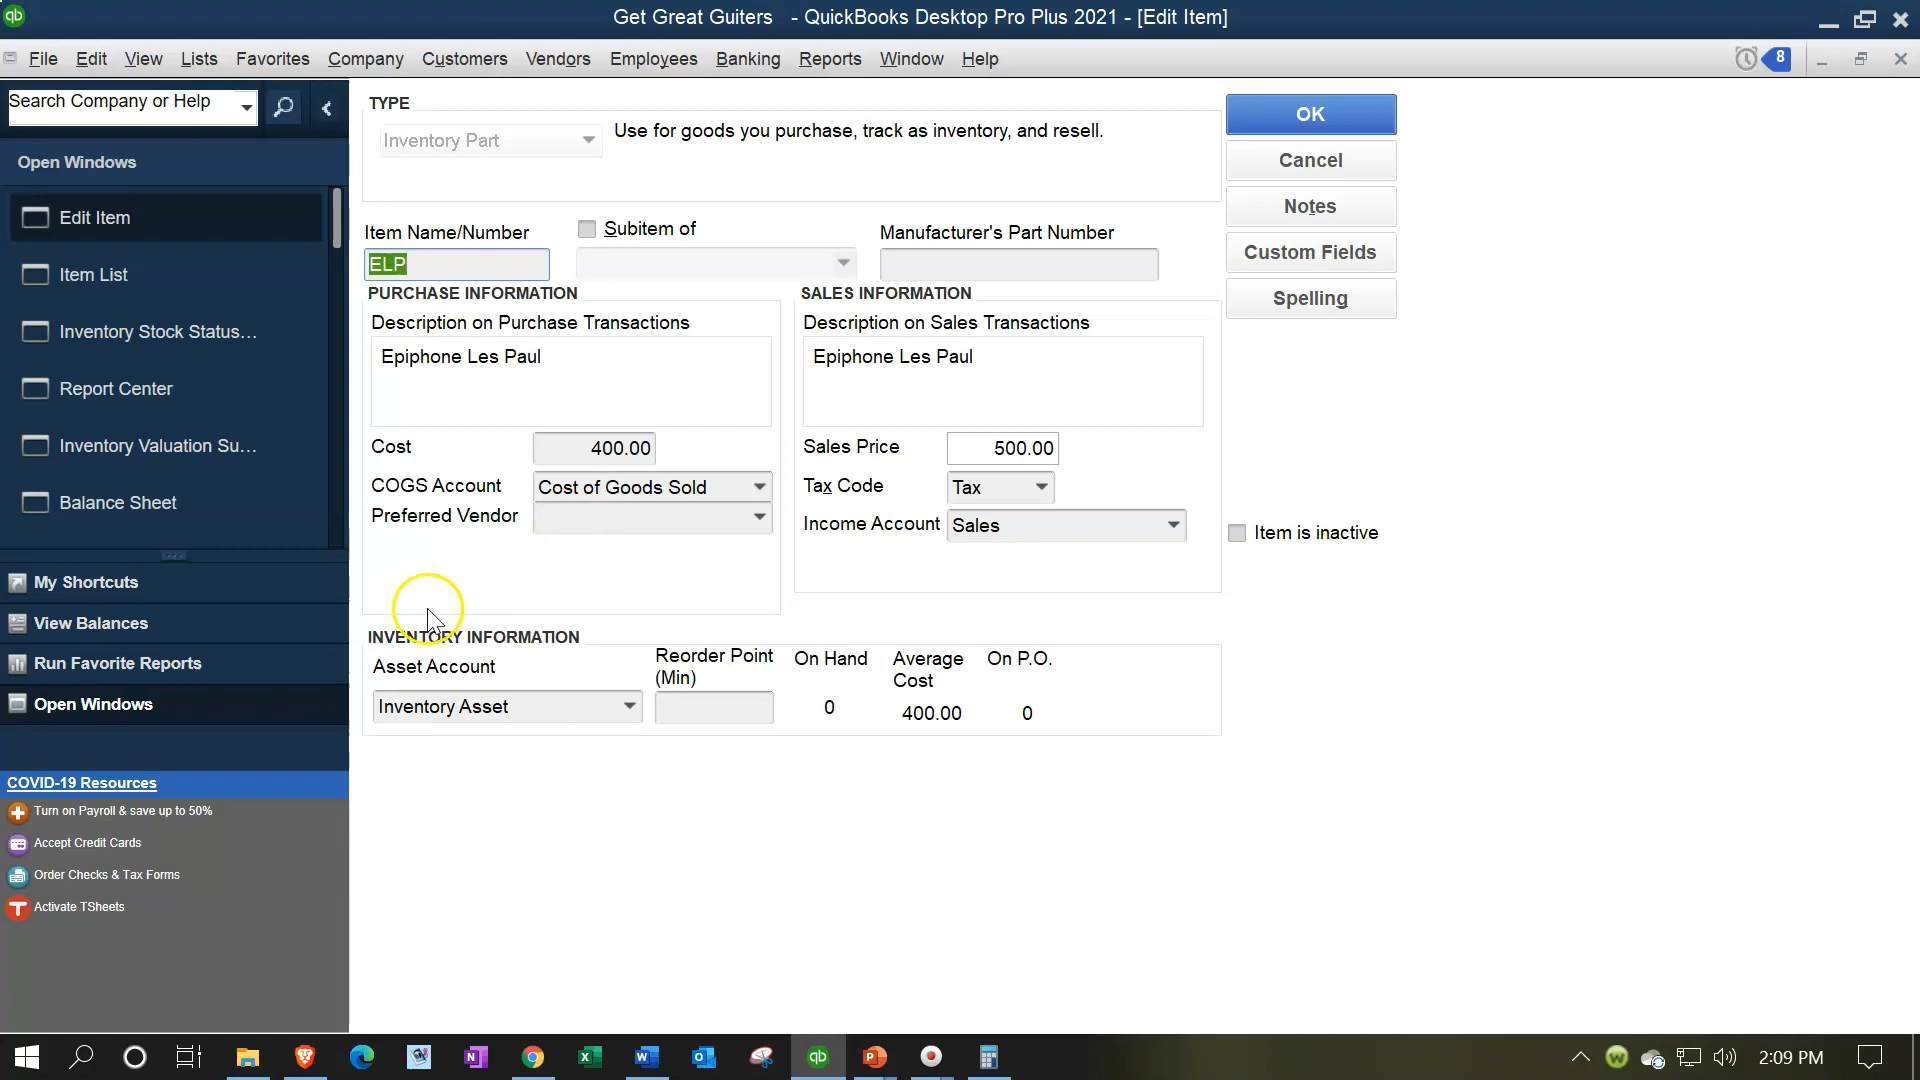 qb
Get Great Guiters - QuickBooks Desktop Pro Plus 2021 - [Edit Item]
File Edit View Lists Favorites Company Customers Vendors Employees Banking Reports Window Help
8
Search Company or Help
Open Windows
Edit Item
Item List
Inventory Stock Status...
Report Center
Inventory Valuation Su...
Balance Sheet
My Shortcuts
View Balances
Run Favorite Reports
Open Windows
COVID-19 Resources
Turn on Payroll & save up to 50%
Accept Credit Cards
Order Checks & Tax Forms
Activate TSheets
TYPE
Inventory Part
Use for goods you purchase, track as inventory, and resell.
Item Name/Number
Subitem of
Manufacturer's Part Number
ELP
PURCHASE INFORMATION
Description on Purchase Transactions
Epiphone Les Paul
Cost 400.00
COGS Account Cost of Goods Sold
Preferred Vendor
SALES INFORMATION
Description on Sales Transactions
Epiphone Les Paul
Sales Price 500.00
Tax Code Tax
Income Account Sales
INVENTORY INFORMATION
Asset Account
Inventory Asset
Reorder Point
(Min)
On Hand
0
Average
Cost
400.00
On P.O.
0
OK
Cancel
Notes
Custom Fields
Spelling
Item is inactive
2:09 PM